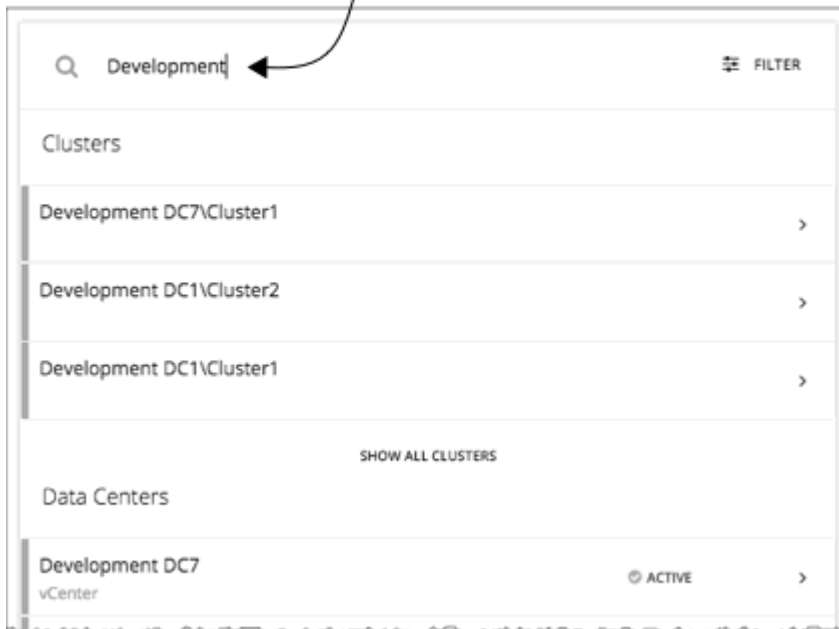 Development
FILTER
Clusters
Development DC7\Cluster1
Development DC1\Cluster2
Development DC1\Cluster1
SHOW ALL CLUSTERS
Data Centers
Development DC7
ACTIVE
vCenter